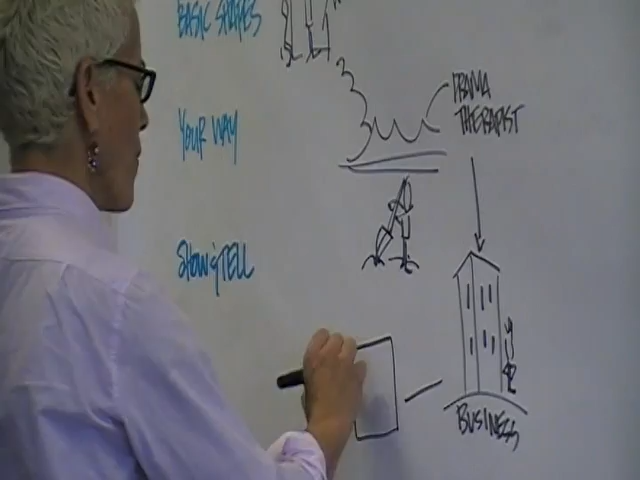 BASIC SHAPES
YOUR WAY
SHOW & TELL
DRAMA
THERAPIST
BUSINESS